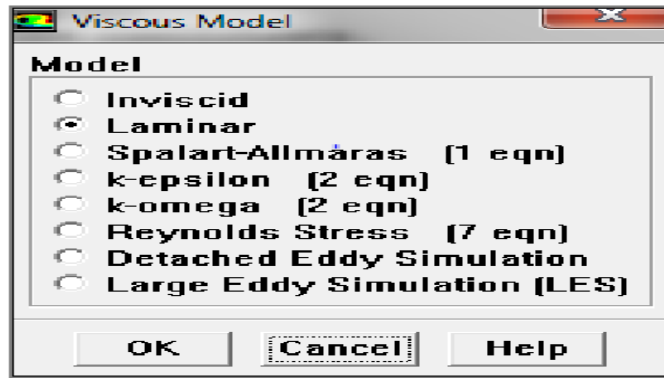 Viscous Model
Model
Inviscid
Laminar
Spalart-Allmaras (1 eqn)
k-epsilon (2 eqn)
k-omega (2 eqn)
Reynolds Stress (7 eqn)
Detached Eddy Simulation
Large Eddy Simulation (LES)
OK Cancel Help